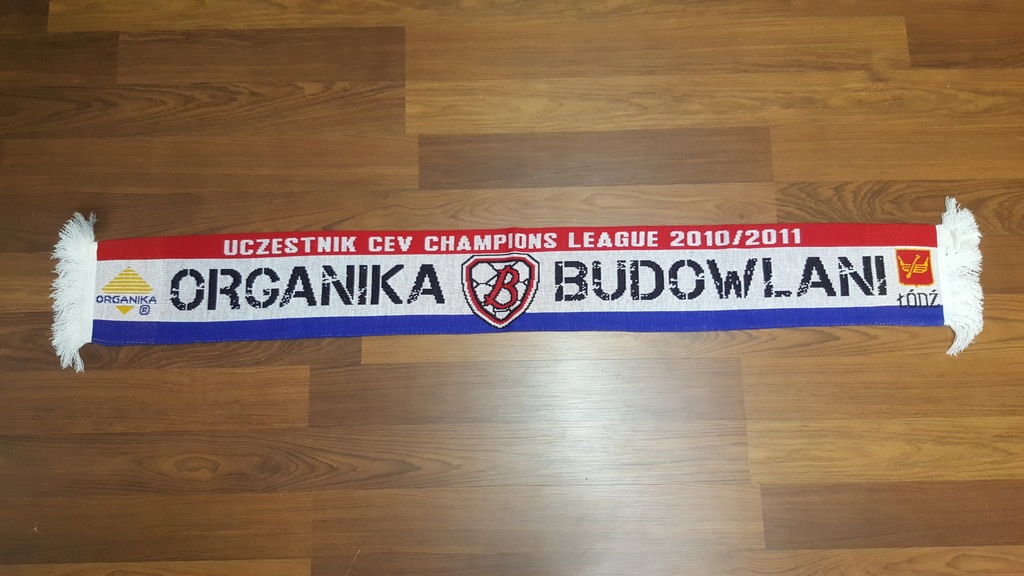 UCZESTNIK CEV CHAMPIONS LEAGUE 2010/2011
ORGANIKA ®
ORGANIKA B BUDOWLANI
ŁÓDŹ